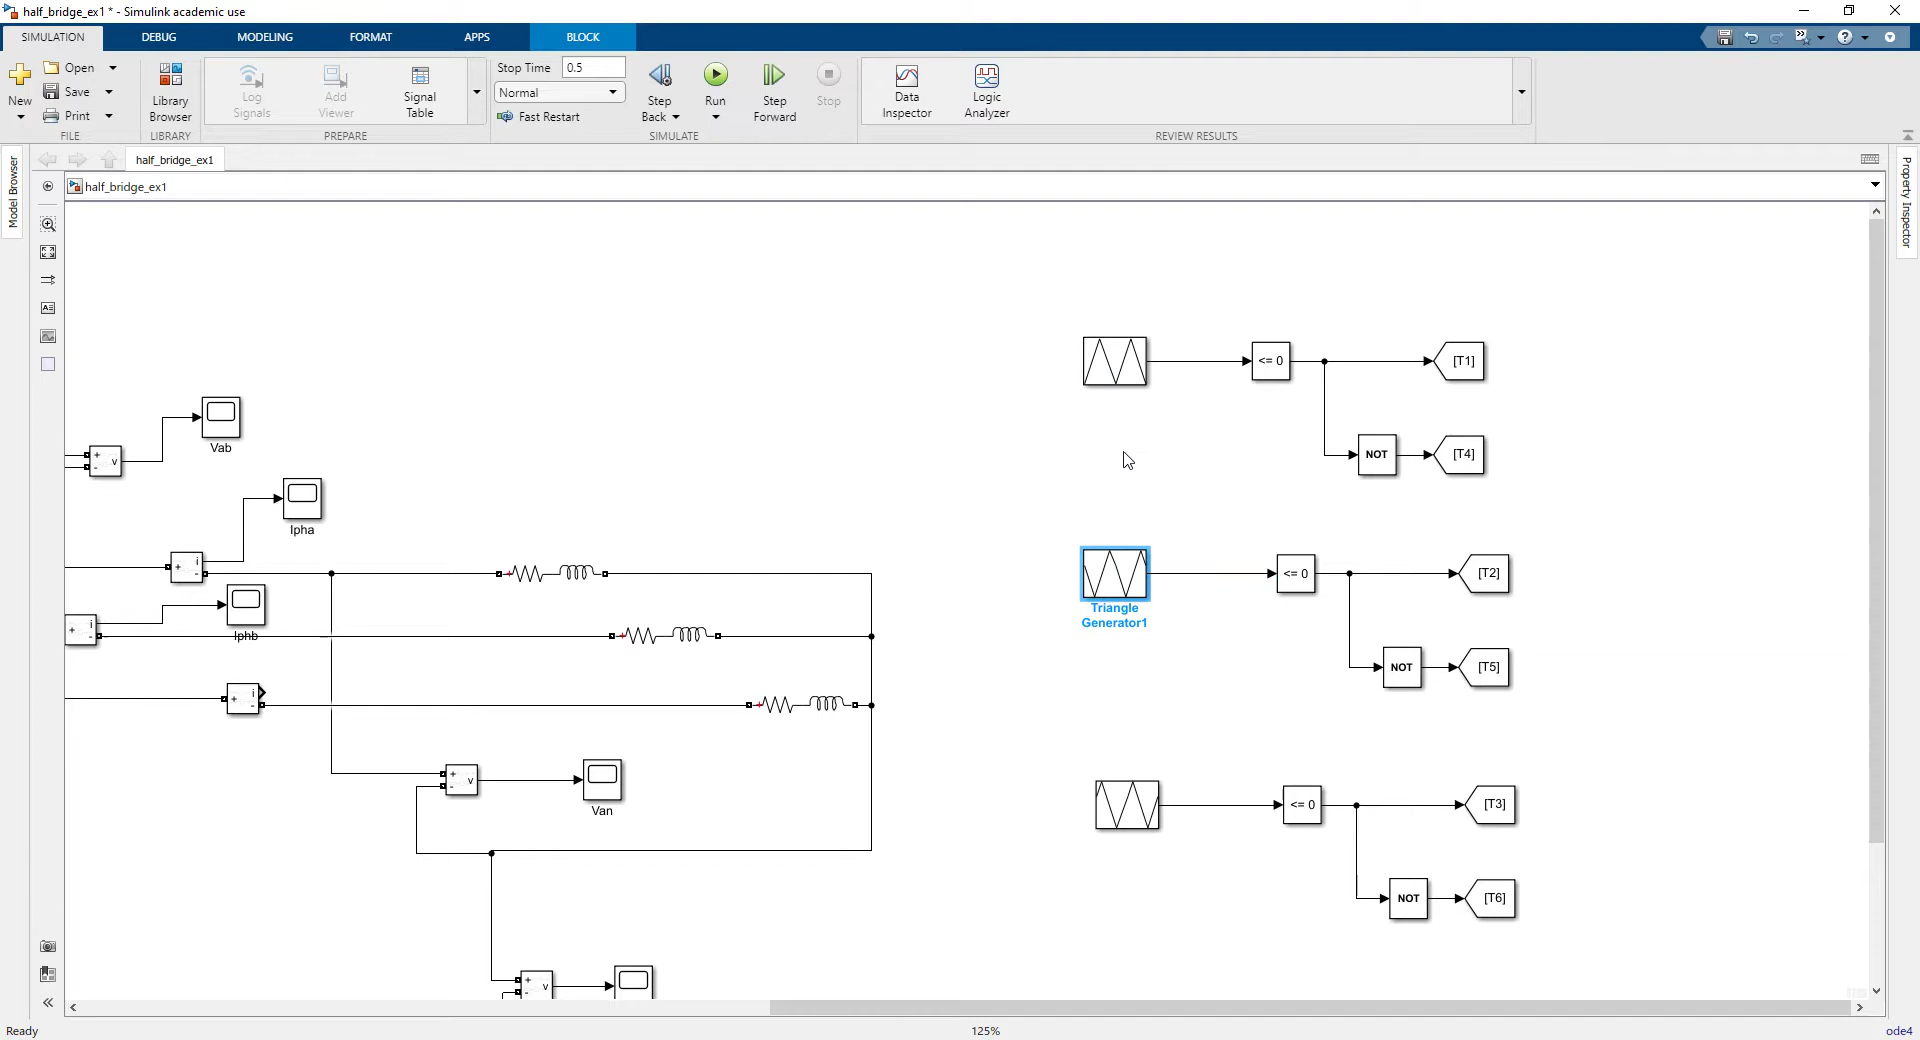 half_bridge_ex1 * - Simulink academic use
SIMULATION DEBUG MODELING FORMAT APPS BLOCK
New
Open
Save
Print
FILE
Library
Browser
LIBRARY
Log
Signals
Add
Viewer
Signal
Table
PREPARE
Stop Time 0.5
Normal
Fast Restart
Step
Back
Run
Step
Forward
Stop
SIMULATE
Data
Inspector
Logic
Analyzer
REVIEW RESULTS
Model Browser
half_bridge_ex1
half_bridge_ex1
Property Inspector
<= 0
[T1]
NOT
[T4]
+
-
v
Vab
Ipha
+
i
-
Iphb
+
i
-
+
i
-
+
+
+
+
-
v
Van
+
-
v
Triangle
Generator1
<= 0
[T2]
NOT
[T5]
<= 0
[T3]
NOT
[T6]
Ready
125%
ode4